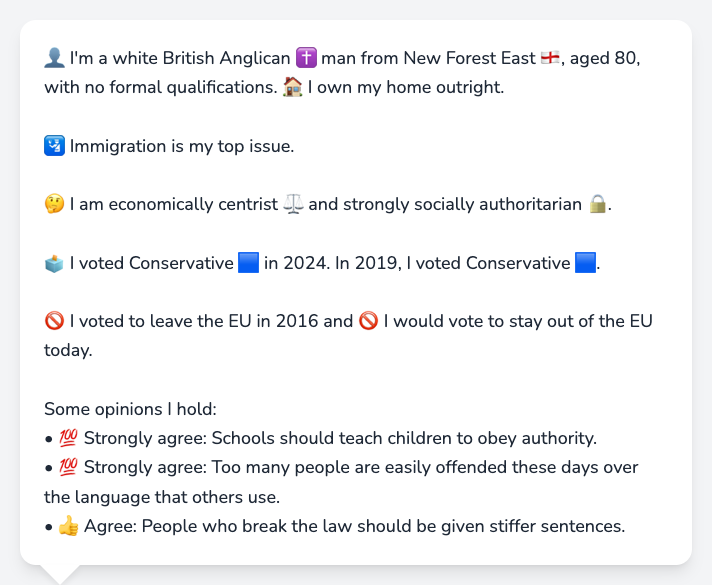 👤 I'm a white British Anglican ✝️ man from New Forest East 🏴󠁧󠁢󠁥󠁮󠁧󠁿, aged 80,
with no formal qualifications. 🏠 I own my home outright.
🛂 Immigration is my top issue.
🤔 I am economically centrist ⚖️ and strongly socially authoritarian 🔒.
🗳️ I voted Conservative 🟦 in 2024. In 2019, I voted Conservative 🟦.
🚫 I voted to leave the EU in 2016 and 🚫 I would vote to stay out of the EU
today.
Some opinions I hold:
• 💯 Strongly agree: Schools should teach children to obey authority.
• 💯 Strongly agree: Too many people are easily offended these days over
the language that others use.
• 👍 Agree: People who break the law should be given stiffer sentences.